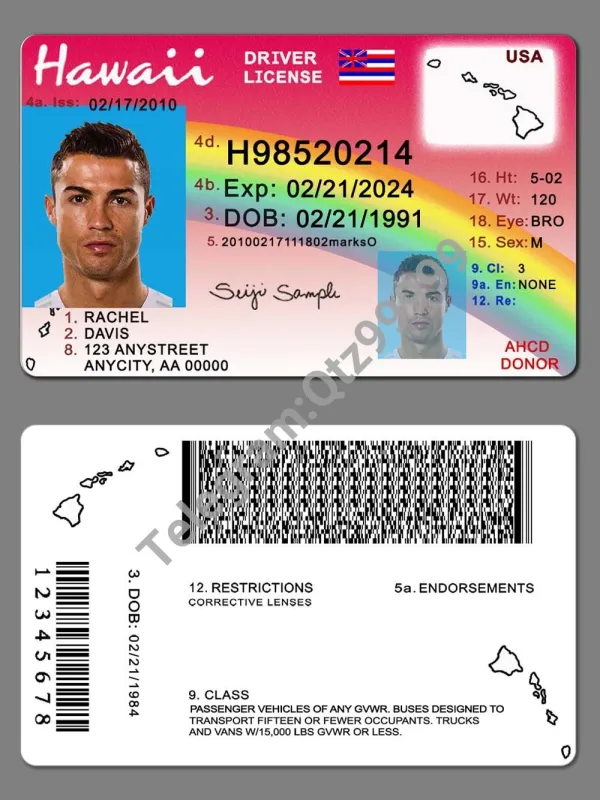 Hawaii
DRIVER
LICENSE
USA
4a. Iss: 02/17/2010
4d. H98520214
4b. Exp: 02/21/2024
3. DOB: 02/21/1991
5. 20100217111802marksO
16. Ht: 5-02
17. Wt: 120
18. Eye: BRO
15. Sex: M
9. Cl: 3
9a. En: NONE
12. Re:
Seiji Sample
1. RACHEL
2. DAVIS
8. 123 ANYSTREET
ANYCITY, AA 00000
AHCD
DONOR
12. RESTRICTIONS
CORRECTIVE LENSES
5a. ENDORSEMENTS
12345678
3. DOB: 02/21/1984
9. CLASS
PASSENGER VEHICLES OF ANY GVWR. BUSES DESIGNED TO
TRANSPORT FIFTEEN OR FEWER OCCUPANTS. TRUCKS
AND VANS W/15,000 LBS GVWR OR LESS.